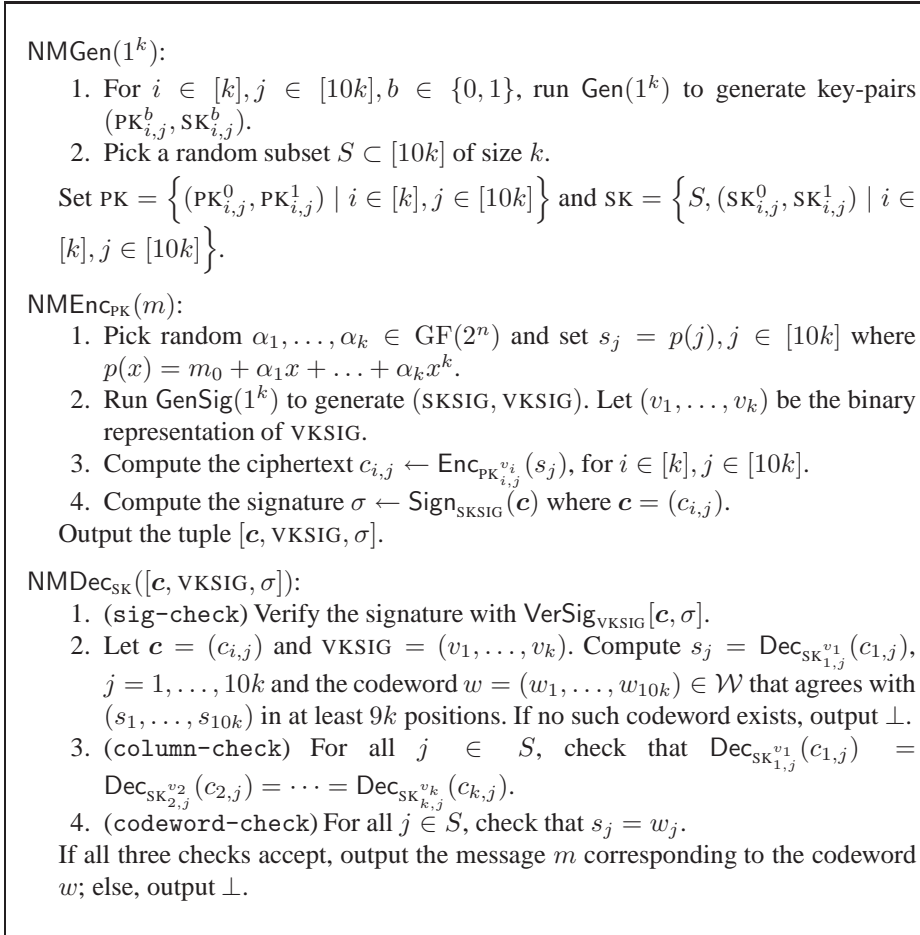 NMGen(1^k):
1. For i ∈ [k], j ∈ [10k], b ∈ {0, 1}, run Gen(1^k) to generate key-pairs
(PK^b_{i,j}, SK^b_{i,j}).
2. Pick a random subset S ⊂ [10k] of size k.
Set PK = {(PK^0_{i,j}, PK^1_{i,j}) | i ∈ [k], j ∈ [10k]} and SK = {S, (SK^0_{i,j}, SK^1_{i,j}) | i ∈
[k], j ∈ [10k]}.
NMEnc_{PK}(m):
1. Pick random α_1, . . . , α_k ∈ GF(2^n) and set s_j = p(j), j ∈ [10k] where
p(x) = m_0 + α_1x + . . . + α_kx^k.
2. Run GenSig(1^k) to generate (SKSIG, VKSIG). Let (v_1, . . . , v_k) be the binary
representation of VKSIG.
3. Compute the ciphertext c_{i,j} ← Enc_{PK^{v_i}_{i,j}}(s_j), for i ∈ [k], j ∈ [10k].
4. Compute the signature σ ← Sign_{SKSIG}(c) where c = (c_{i,j}).
Output the tuple [c, VKSIG, σ].
NMDec_{SK}([c, VKSIG, σ]):
1. (sig-check) Verify the signature with VerSig_{VKSIG}[c, σ].
2. Let c = (c_{i,j}) and VKSIG = (v_1, . . . , v_k). Compute s_j = Dec_{SK^{v_1}_{1,j}}(c_{1,j}),
j = 1, . . . , 10k and the codeword w = (w_1, . . . , w_{10k}) ∈ W that agrees with
(s_1, . . . , s_{10k}) in at least 9k positions. If no such codeword exists, output ⊥.
3. (column-check) For all j ∈ S, check that Dec_{SK^{v_1}_{1,j}}(c_{1,j}) =
Dec_{SK^{v_2}_{2,j}}(c_{2,j}) = · · · = Dec_{SK^{v_k}_{k,j}}(c_{k,j}).
4. (codeword-check) For all j ∈ S, check that s_j = w_j.
If all three checks accept, output the message m corresponding to the codeword
w; else, output ⊥.